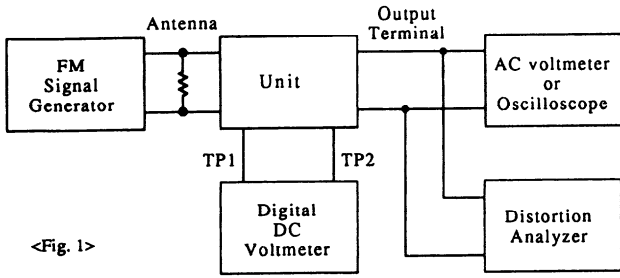 Antenna
Output
Terminal
FM
Signal
Generator
Unit
AC voltmeter
or
Oscilloscope
TP1
TP2
Digital
DC
Voltmeter
Distortion
Analyzer
<Fig. 1>